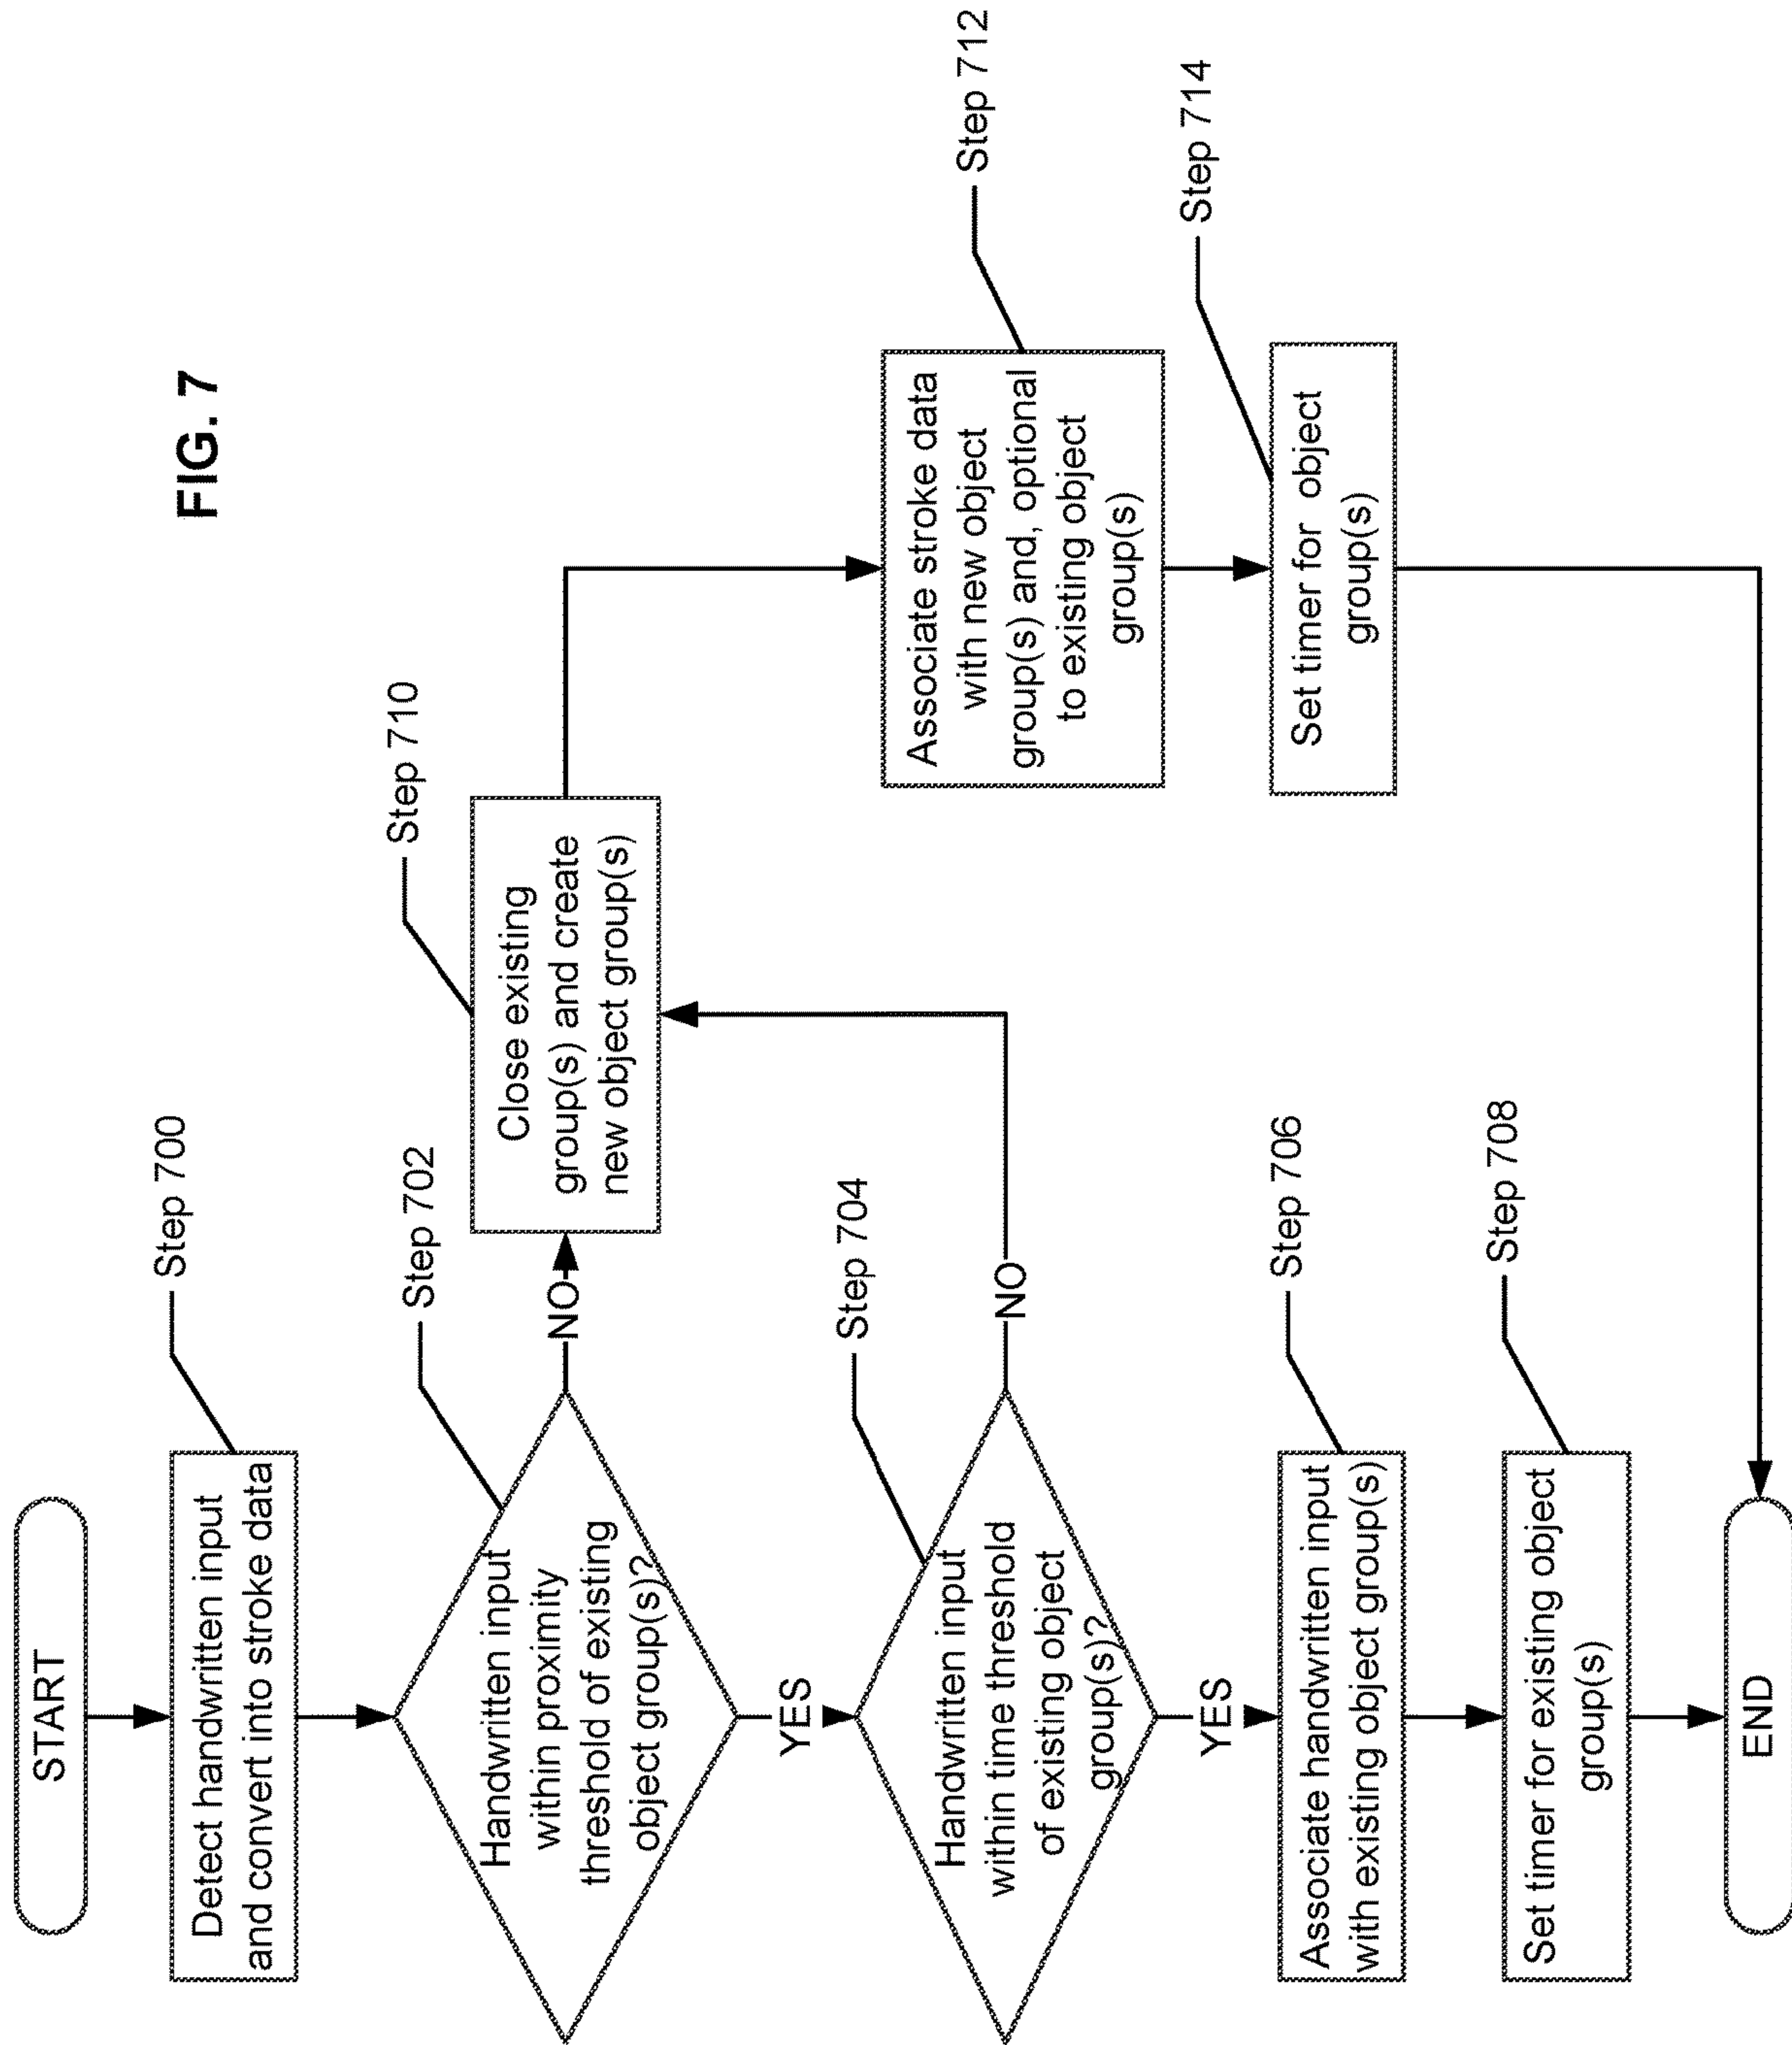 FIG. 7
START
Step 700
Detect handwritten input
and convert into stroke data
Step 702
Handwritten input
within proximity
threshold of existing
object group(s)?
NO
YES
Step 710
Close existing
group(s) and create
new object group(s)
Step 704
Handwritten input
within time threshold
of existing object
group(s)?
NO
YES
Step 712
Associate stroke data
with new object
group(s) and, optional
to existing object
group(s)
Step 714
Set timer for object
group(s)
Step 706
Associate handwritten input
with existing object group(s)
Step 708
Set timer for existing object
group(s)
END